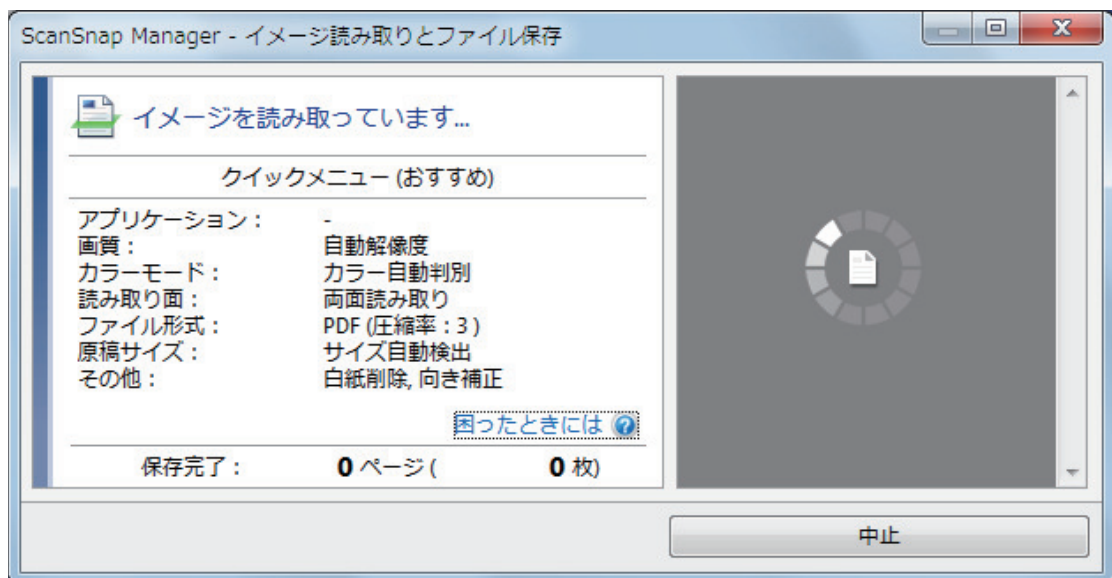 ScanSnap Manager - イメージ読み取りとファイル保存
イメージを読み取っています...
クイックメニュー (おすすめ)
アプリケーション： -
画質： 自動解像度
カラーモード： カラー自動判別
読み取り面： 両面読み取り
ファイル形式： PDF (圧縮率：3)
原稿サイズ： サイズ自動検出
その他： 白紙削除, 向き補正
困ったときには ?
保存完了： 0 ページ ( 0 枚)
中止